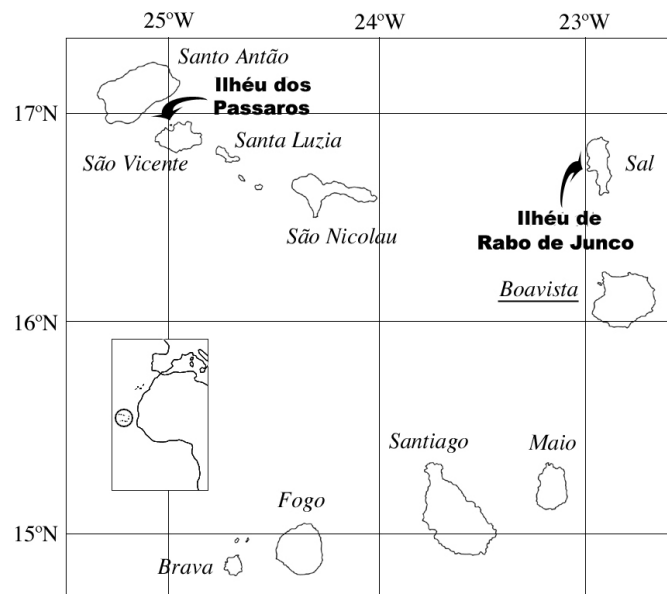 25ºW 24ºW 23ºW
Santo Antão
Ilhéu dos
Passaros
17ºN
Santa Luzia
São Vicente
Sal
Ilhéu de
Rabo de Junco
São Nicolau
Boavista
16ºN
Santiago
Maio
Fogo
15ºN
Brava